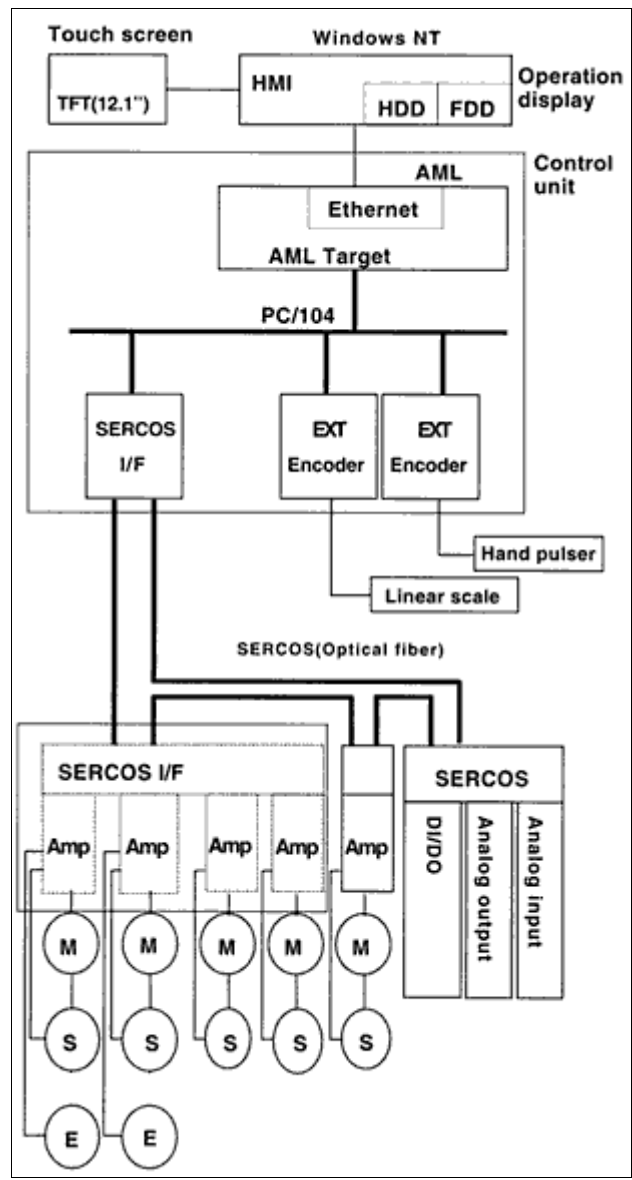 Touch screen
Windows NT
TFT(12.1")
HMI
HDD
FDD
Operation
display
Control
unit
AML
Ethernet
AML Target
PC/104
SERCOS
I/F
EXT
Encoder
EXT
Encoder
Hand pulser
Linear scale
SERCOS(Optical fiber)
SERCOS I/F
SERCOS
Amp
Amp
Amp
Amp
Amp
DI/DO
Analog output
Analog input
M
M
M
M
M
S
S
S
S
S
E
E